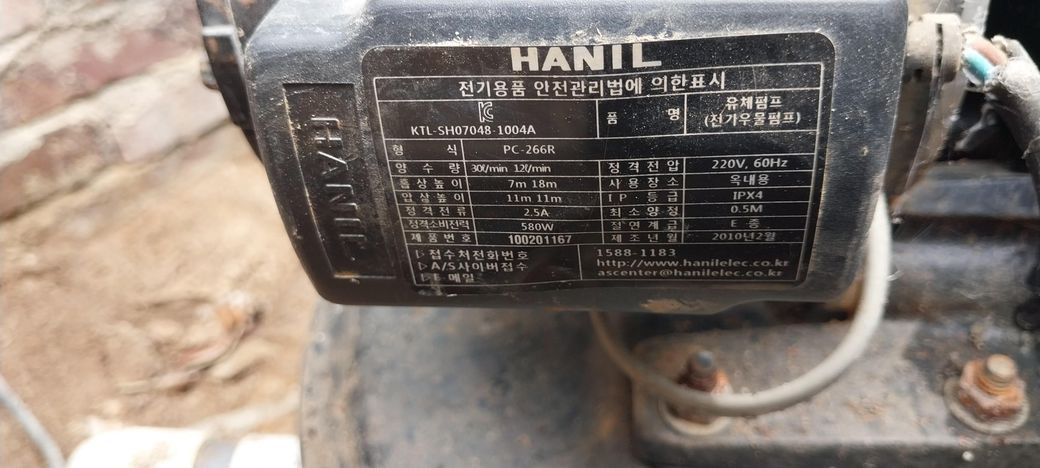 HANIL
전기용품 안전관리법에 의한표시
KTL-SH07048-1004A
품 명
유체펌프
(전기우물펌프)
형 식 PC-266R
양 수 량 30ℓ/min 12ℓ/min 정 격 전 압 220V, 60Hz
흡상높이 7m 18m 사 용 장 소 옥내용
압상높이 11m 11m I P 등 급 IPX4
정격전류 2.5A 최 소 양 정 0.5M
정격소비전력 580W 절 연 계 급 E 종
제 품 번 호 100201167 제 조 년 월 2010년2월
▷접수처전화번호 1588-1183
▷A/S사이버접수 http://www.hanilelec.co.kr
▷E 메일 ascenter@hanilelec.co.kr
HANIL